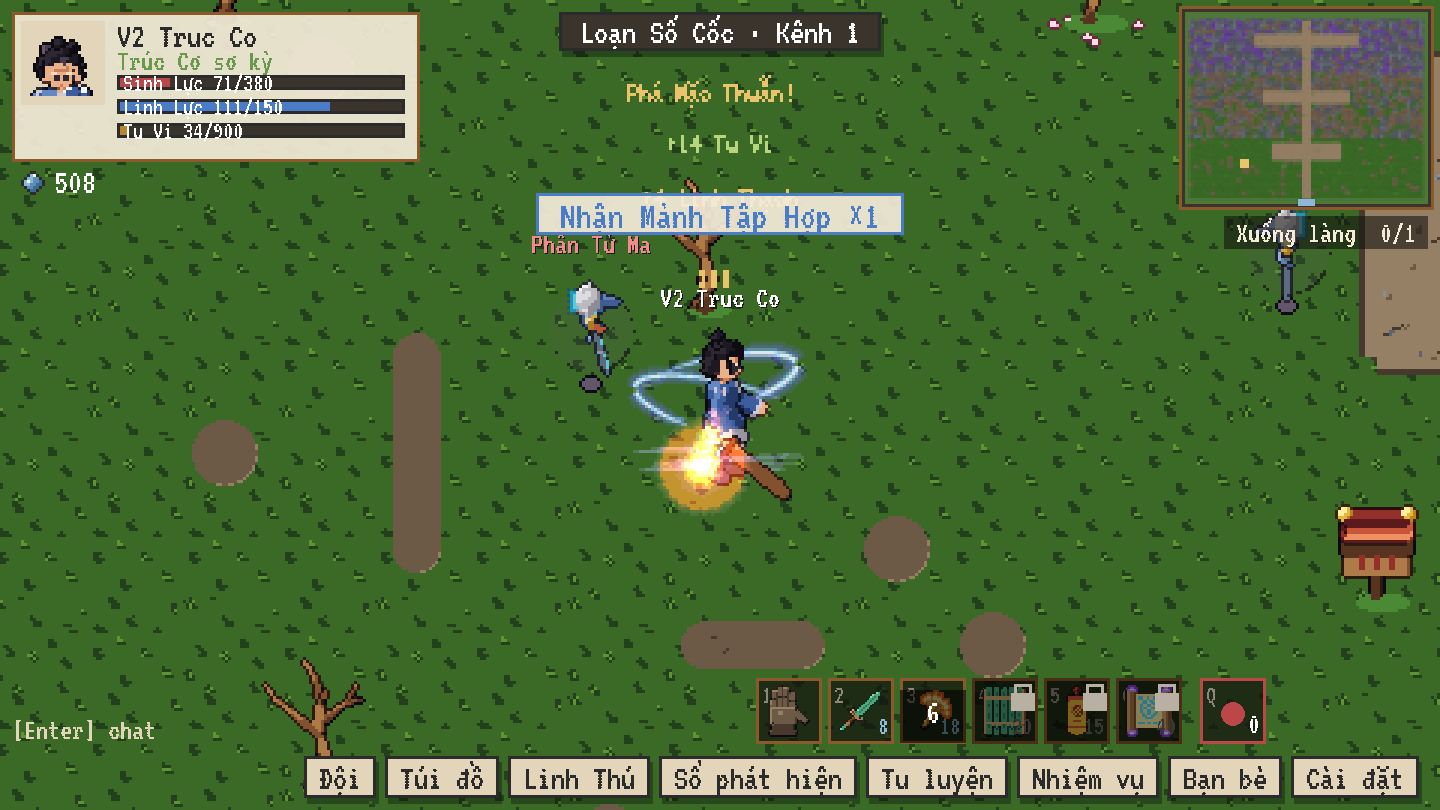 V2 Truc Co
Trúc Cơ sơ kỳ
Sinh Lực 71/380
Linh Lực 111/150
Tu Vi 34/900
508
Loạn Số Cốc · Kênh 1
Phá Mão Thuẫn!
+14 Tu Vi
Nhận Mảnh Tập Hợp X1
Phân Tử Ma
V2 Truc Co
Xuống làng 0/1
[Enter] chat
1
2 8
3 6 18
5 15
Q 0
Đội
Túi đồ
Linh Thú
Sổ phát hiện
Tu luyện
Nhiệm vụ
Bạn bè
Cài đặt